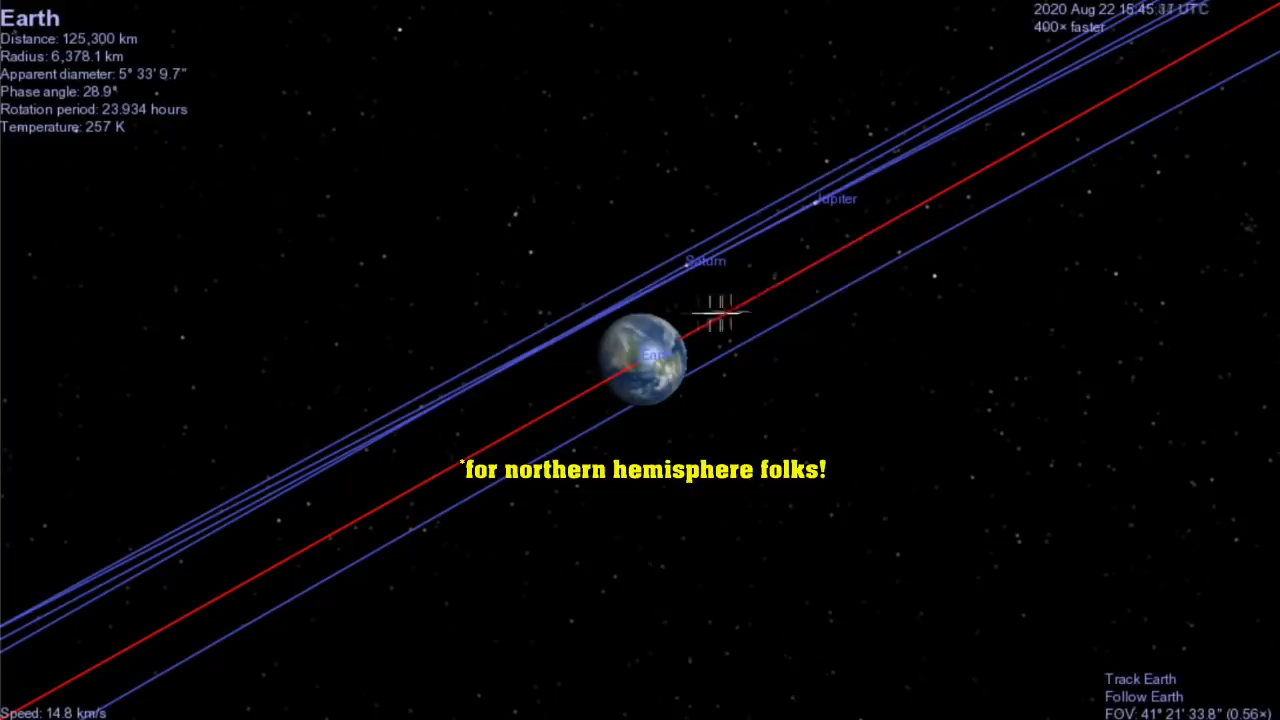 Earth
Distance: 125,300 km
Radius: 6,378.1 km
Apparent diameter: 5° 33' 9.7"
Phase angle: 28.9°
Rotation period: 23.934 hours
Temperature: 257 K
2020 Aug 22 15:45:37 UTC
400× faster
Jupiter
Saturn
Earth
*for northern hemisphere folks!
Track Earth
Follow Earth
Speed: 14.8 km/s
FOV: 41° 21' 33.8" (0.56×)